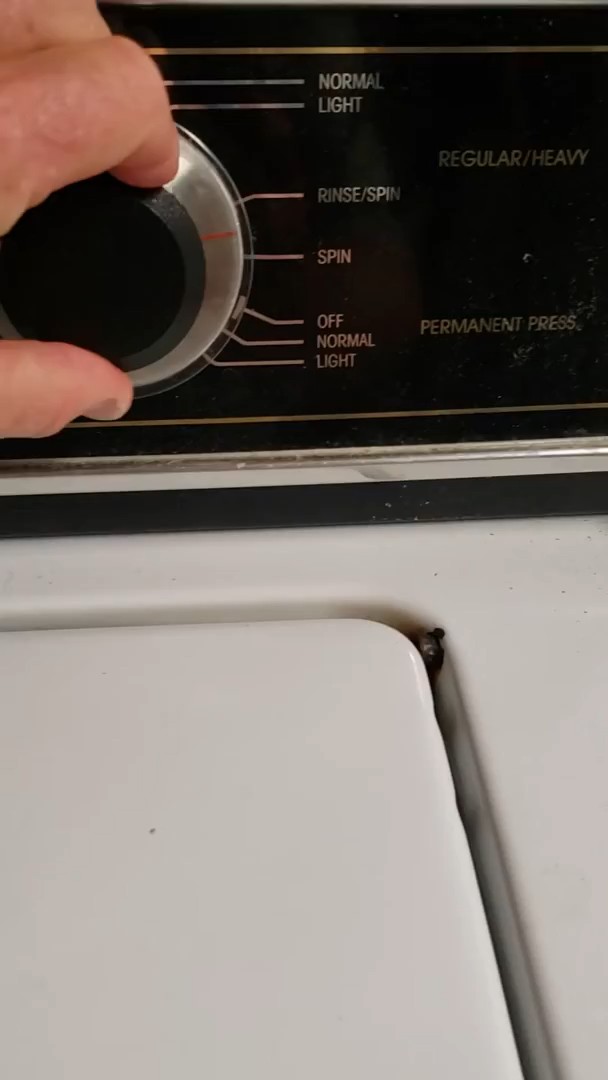 NORMAL
LIGHT
REGULAR/HEAVY
RINSE/SPIN
SPIN
OFF
PERMANENT PRESS
NORMAL
LIGHT